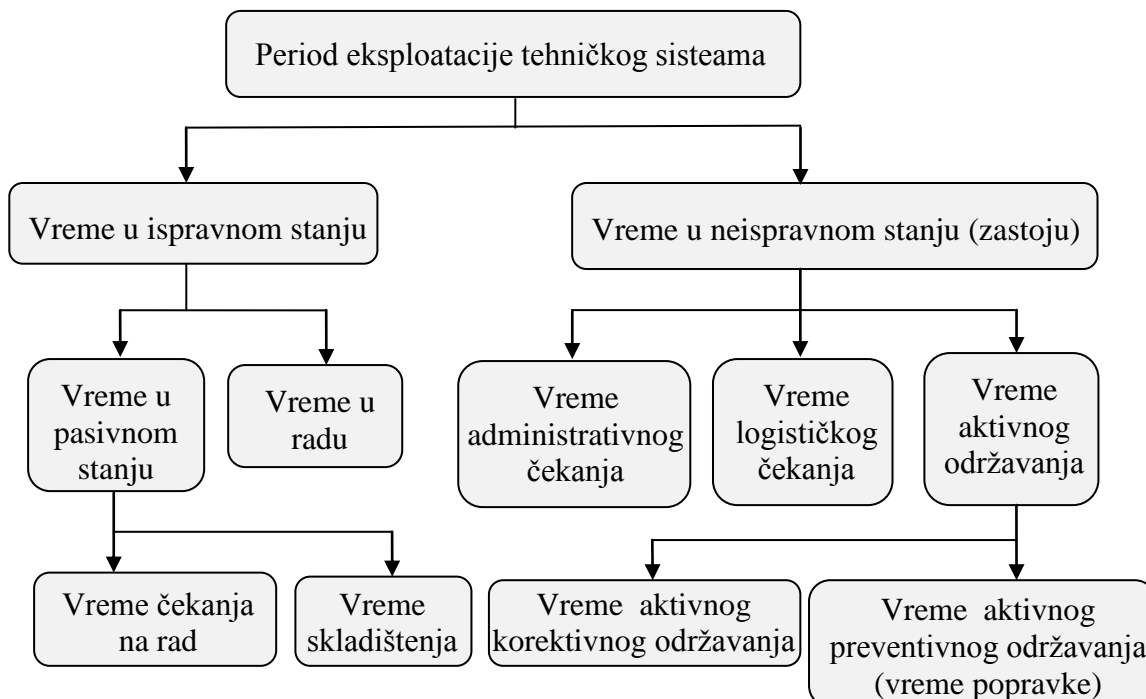 Period eksploatacije tehničkog sisteama
Vreme u ispravnom stanju
Vreme u neispravnom stanju (zastoju)
Vreme u
pasivnom
stanju
Vreme u
radu
Vreme
administrativnog
čekanja
Vreme
logističkog
čekanja
Vreme
aktivnog
održavanja
Vreme čekanja
na rad
Vreme
skladištenja
Vreme aktivnog
korektivnog održavanja
Vreme aktivnog
preventivnog održavanja
(vreme popravke)